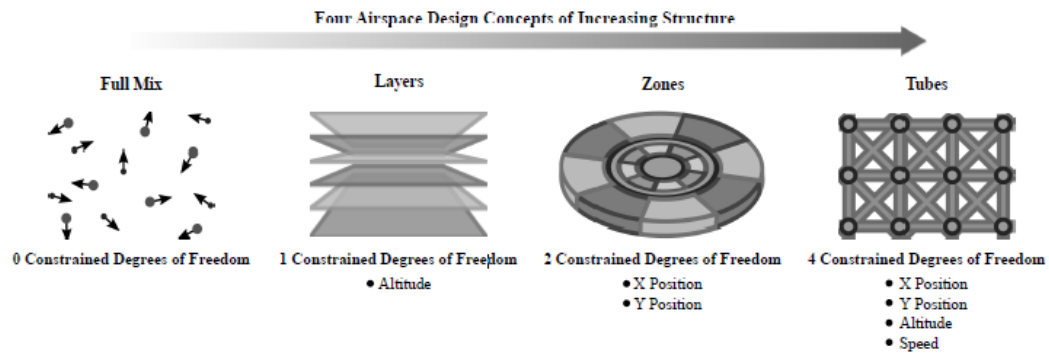 Four Airspace Design Concepts of Increasing Structure
Full Mix
Layers
Zones
Tubes
0 Constrained Degrees of Freedom
1 Constrained Degrees of Freedom
• Altitude
2 Constrained Degrees of Freedom
• X Position
• Y Position
4 Constrained Degrees of Freedom
• X Position
• Y Position
• Altitude
• Speed